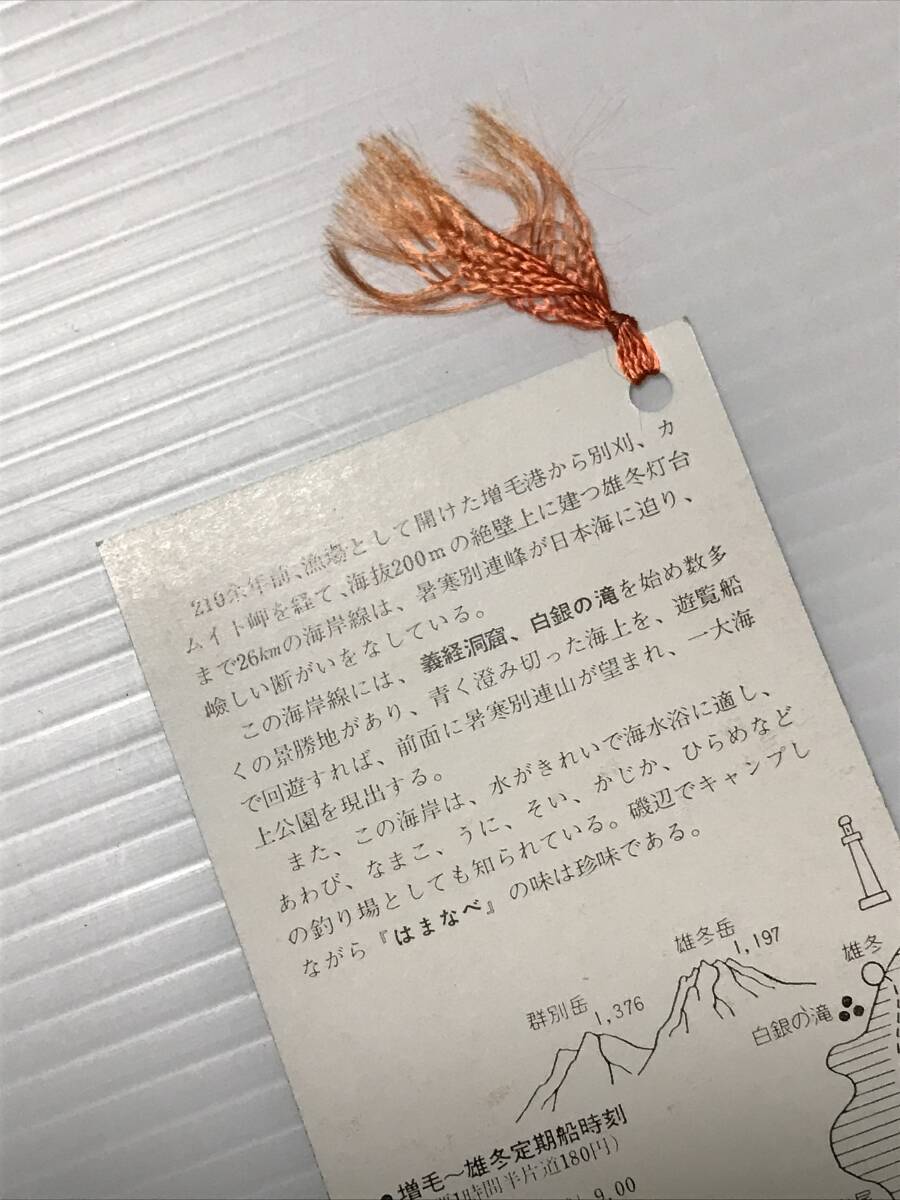 210余年前、漁場として開けた増毛港から別刈、カ
ムイト岬を経て、海抜200mの絶壁上に建つ雄冬灯台
まで26kmの海岸線は、暑寒別連峰が日本海に迫り、
嶮しい断がいをなしている。
この海岸線には、義経洞窟、白銀の滝を始め数多
くの景勝地があり、青く澄み切った海上を、遊覧船
で回遊すれば、前面に暑寒別連山が望まれ、一大海
上公園を現出する。
また、この海岸は、水がきれいで海水浴に適し、
あわび、なまこ、うに、そい、かじか、ひらめなど
の釣り場としても知られている。磯辺でキャンプし
ながら『はまなべ』の味は珍味である。
雄冬岳
1,197
雄冬
群別岳
1,376
白銀の滝
●増毛〜雄冬定期船時刻
1時間半片道180円)
9.00